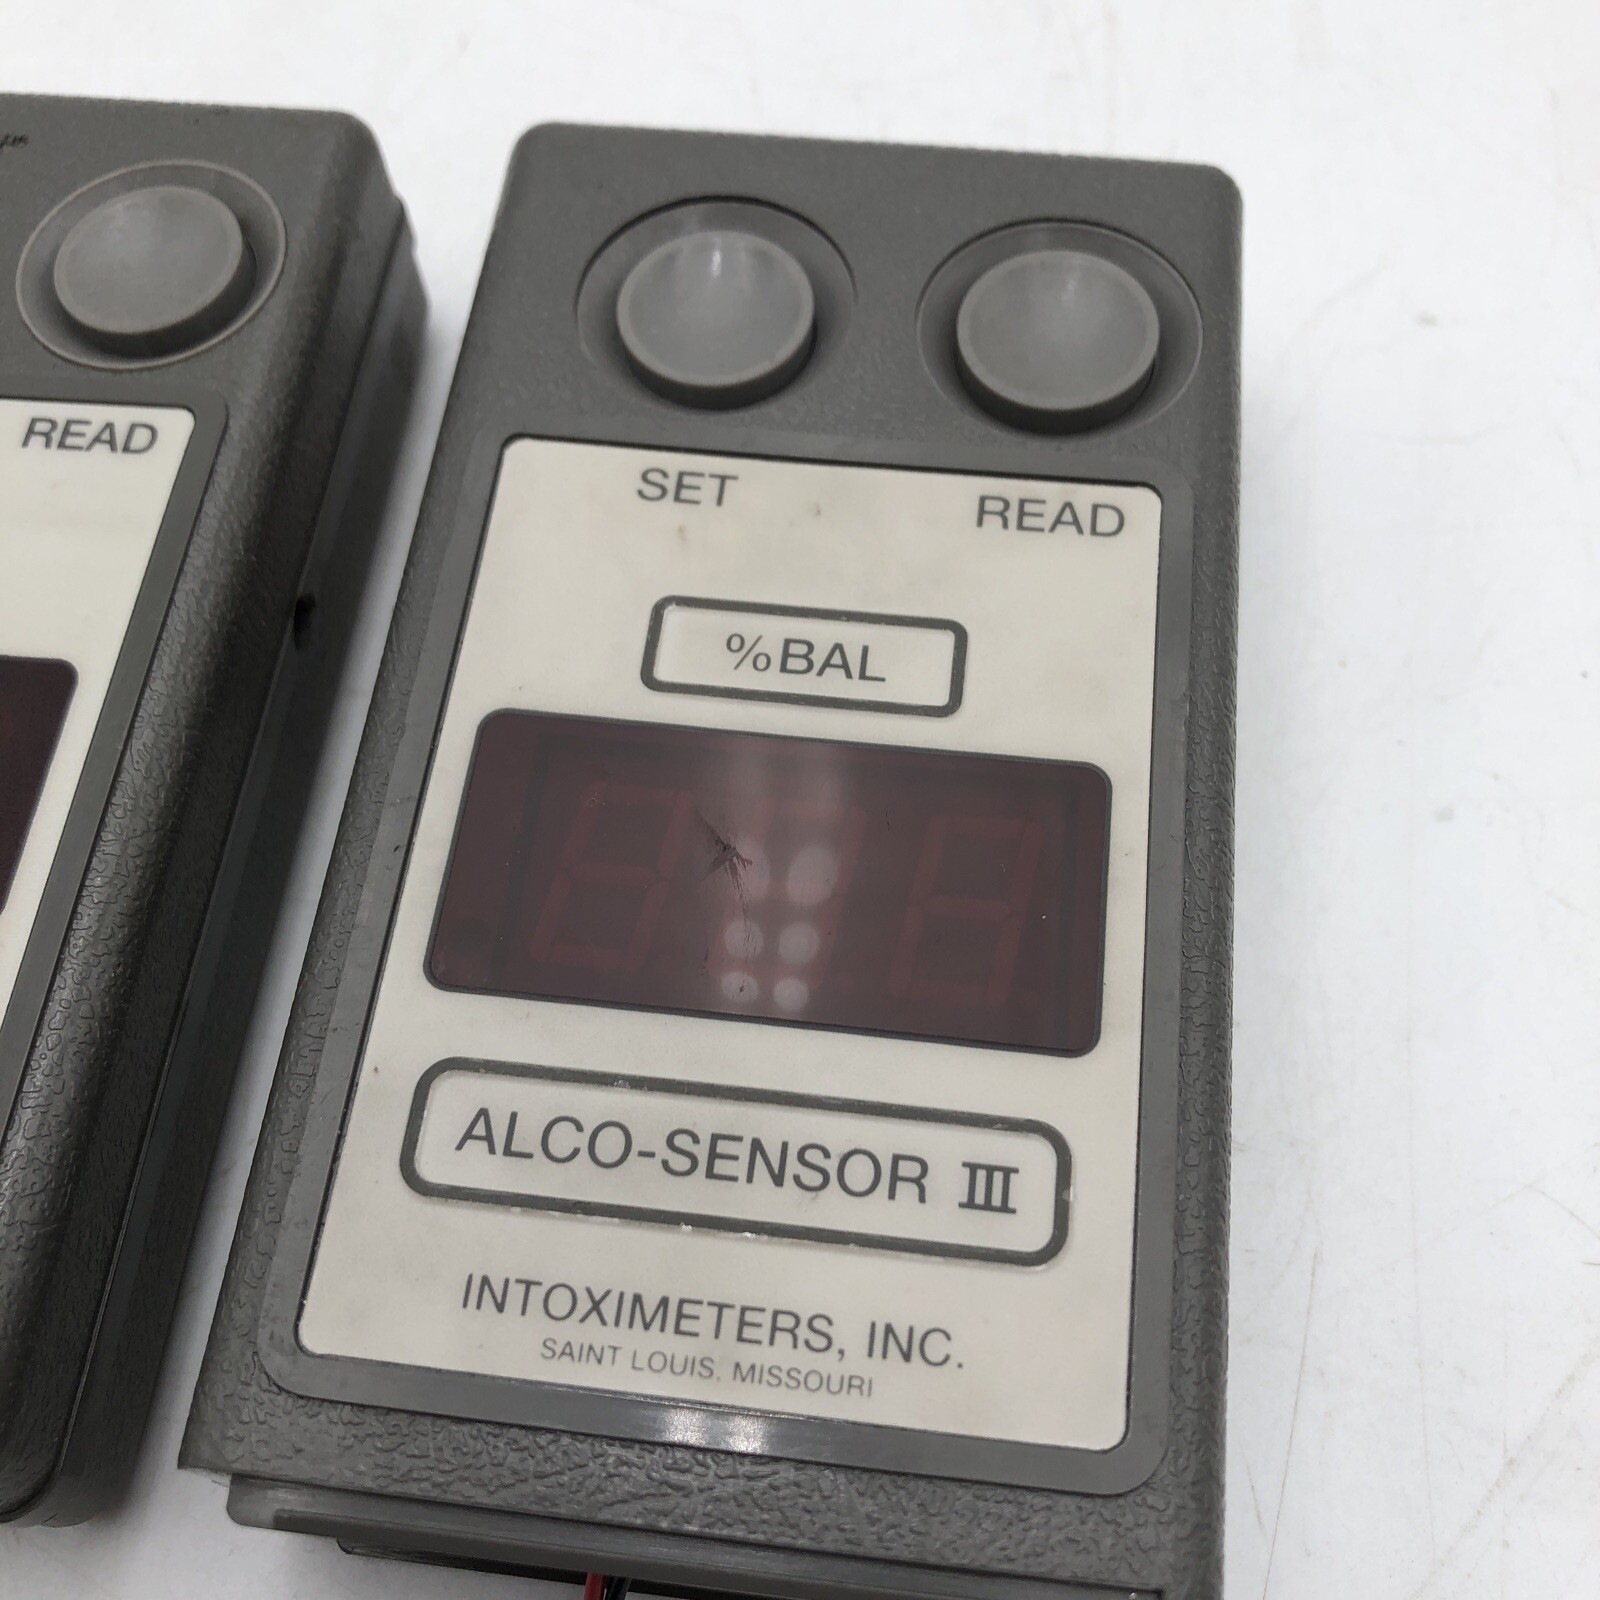 READ
SET READ
%BAL
ALCO-SENSOR III
INTOXIMETERS, INC.
SAINT LOUIS, MISSOURI